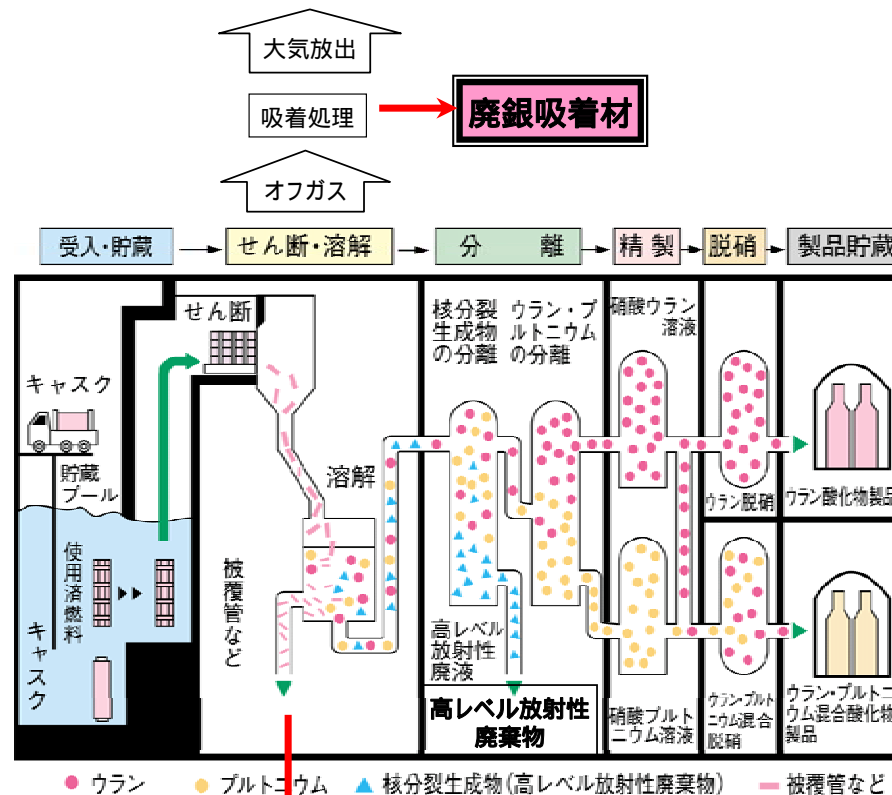 大気放出
吸着処理
廃銀吸着材
オフガス
受入・貯蔵
せん断・溶解
分離
精製
脱硝
製品貯蔵
せん断
キャスク
貯蔵
プール
使用済燃料
キャスク
溶解
被覆管など
核分裂
生成物
の分離
ウラン・プ
ルトニウム
の分離
高レベル
放射性
廃液
高レベル放射性
廃棄物
硝酸ウラン
溶液
硝酸プルト
ニウム溶液
ウラン脱硝
ウラン・プルト
ニウム混合
脱硝
ウラン酸化物製品
ウラン・プルトニ
ウム混合酸化物
製品
ウラン
プルトニウム
核分裂生成物(高レベル放射性廃棄物)
被覆管など